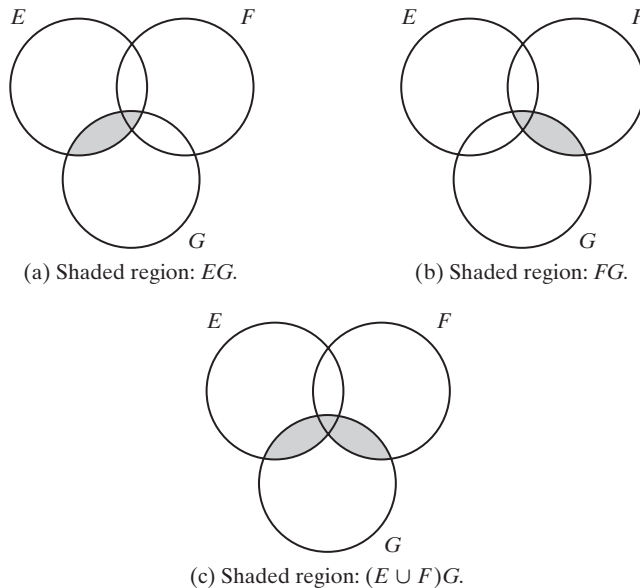 E F E F
G G
(a) Shaded region: EG. (b) Shaded region: FG.
E F
G
(c) Shaded region: (E ∪ F)G.